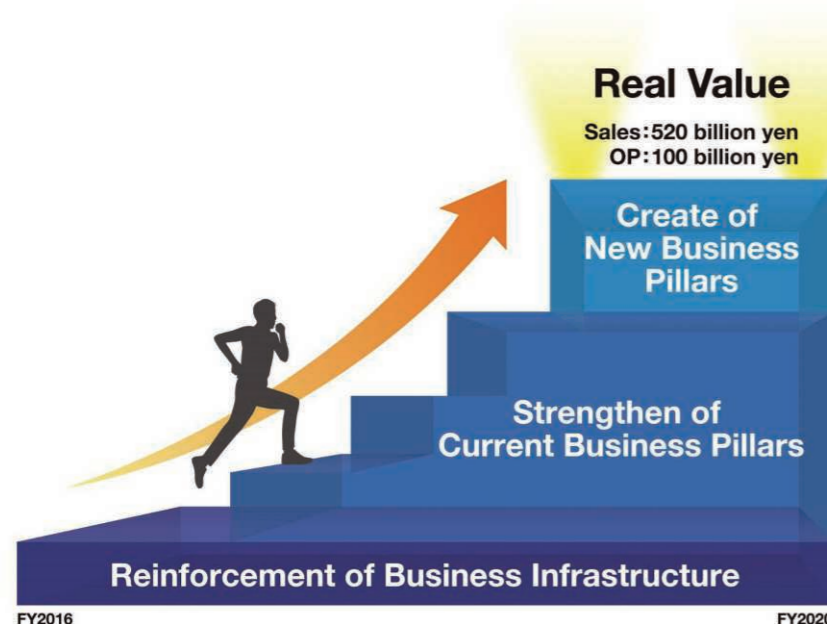 Real Value
Sales:520 billion yen
OP:100 billion yen
Create of
New Business
Pillars
Strengthen of
Current Business Pillars
Reinforcement of Business Infrastructure
FY2016
FY2020